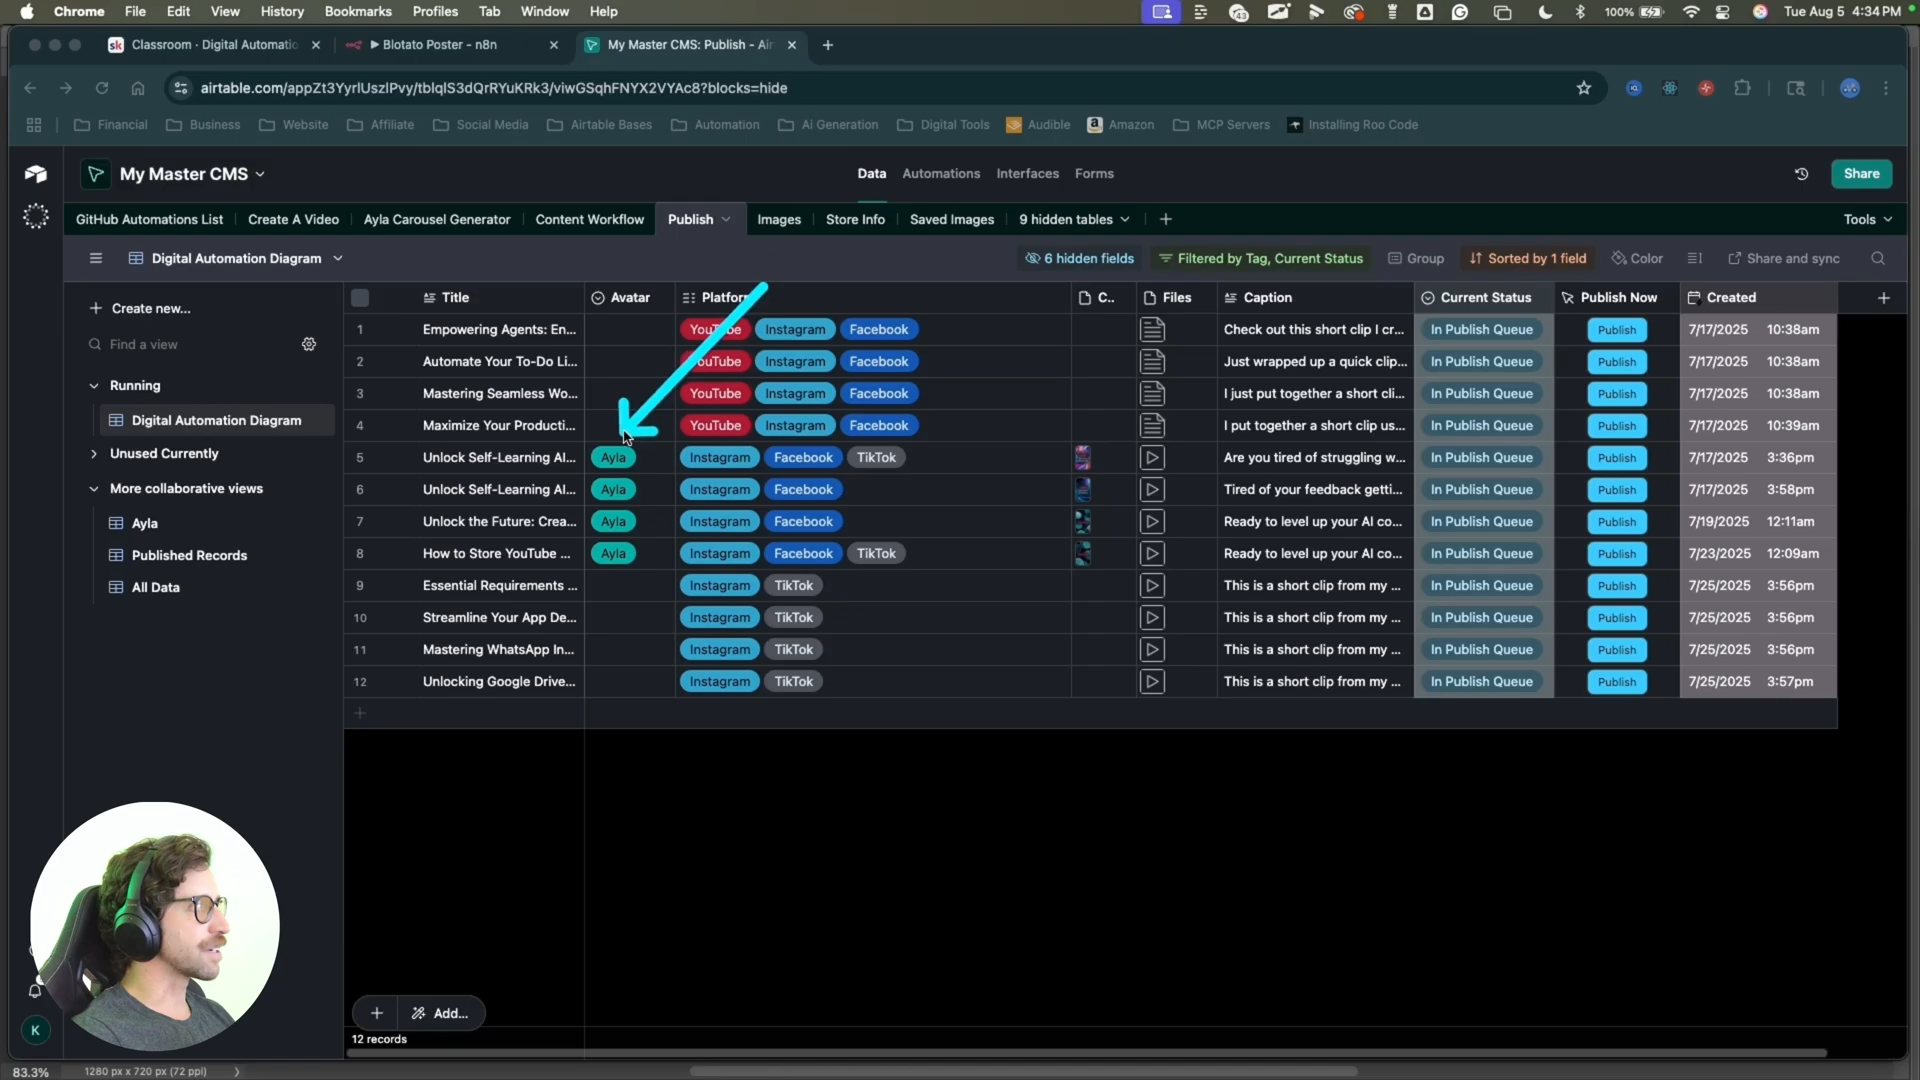 Chrome File Edit View History Bookmarks Profiles Tab Window Help 43 100% Tue Aug 5 4:34 PM
sk Classroom · Digital Automatic Blotato Poster - n8n My Master CMS: Publish - Air
airtable.com/appZt3YyrlUszlPvy/tblqlS3dQrRYuKRk3/viwGSqhFNYX2VYAc8?blocks=hide
Financial Business Website Affiliate Social Media Airtable Bases Automation Ai Generation Digital Tools Audible Amazon MCP Servers Installing Roo Code
My Master CMS Data Automations Interfaces Forms Share
GitHub Automations List Create A Video Ayla Carousel Generator Content Workflow Publish Images Store Info Saved Images 9 hidden tables Tools
Digital Automation Diagram 6 hidden fields Filtered by Tag, Current Status Group Sorted by 1 field Color Share and sync
Create new...
Find a view
Running
Digital Automation Diagram
Unused Currently
More collaborative views
Ayla
Published Records
All Data
Title Avatar Platform C.. Files Caption Current Status Publish Now Created
1 Empowering Agents: En... YouTube Instagram Facebook Check out this short clip I cr... In Publish Queue Publish 7/17/2025 10:38am
2 Automate Your To-Do Li... YouTube Instagram Facebook Just wrapped up a quick clip... In Publish Queue Publish 7/17/2025 10:38am
3 Mastering Seamless Wo... YouTube Instagram Facebook I just put together a short cli... In Publish Queue Publish 7/17/2025 10:38am
4 Maximize Your Producti... YouTube Instagram Facebook I put together a short clip us... In Publish Queue Publish 7/17/2025 10:39am
5 Unlock Self-Learning AI... Ayla Instagram Facebook TikTok Are you tired of struggling w... In Publish Queue Publish 7/17/2025 3:36pm
6 Unlock Self-Learning AI... Ayla Instagram Facebook Tired of your feedback getti... In Publish Queue Publish 7/17/2025 3:58pm
7 Unlock the Future: Crea... Ayla Instagram Facebook Ready to level up your AI co... In Publish Queue Publish 7/19/2025 12:11am
8 How to Store YouTube ... Ayla Instagram Facebook TikTok Ready to level up your AI co... In Publish Queue Publish 7/23/2025 12:09am
9 Essential Requirements ... Instagram TikTok This is a short clip from my ... In Publish Queue Publish 7/25/2025 3:56pm
10 Streamline Your App De... Instagram TikTok This is a short clip from my ... In Publish Queue Publish 7/25/2025 3:56pm
11 Mastering WhatsApp In... Instagram TikTok This is a short clip from my ... In Publish Queue Publish 7/25/2025 3:56pm
12 Unlocking Google Drive... Instagram TikTok This is a short clip from my ... In Publish Queue Publish 7/25/2025 3:57pm
K
Add...
12 records
83.3% 1280 px x 720 px (72 ppi)